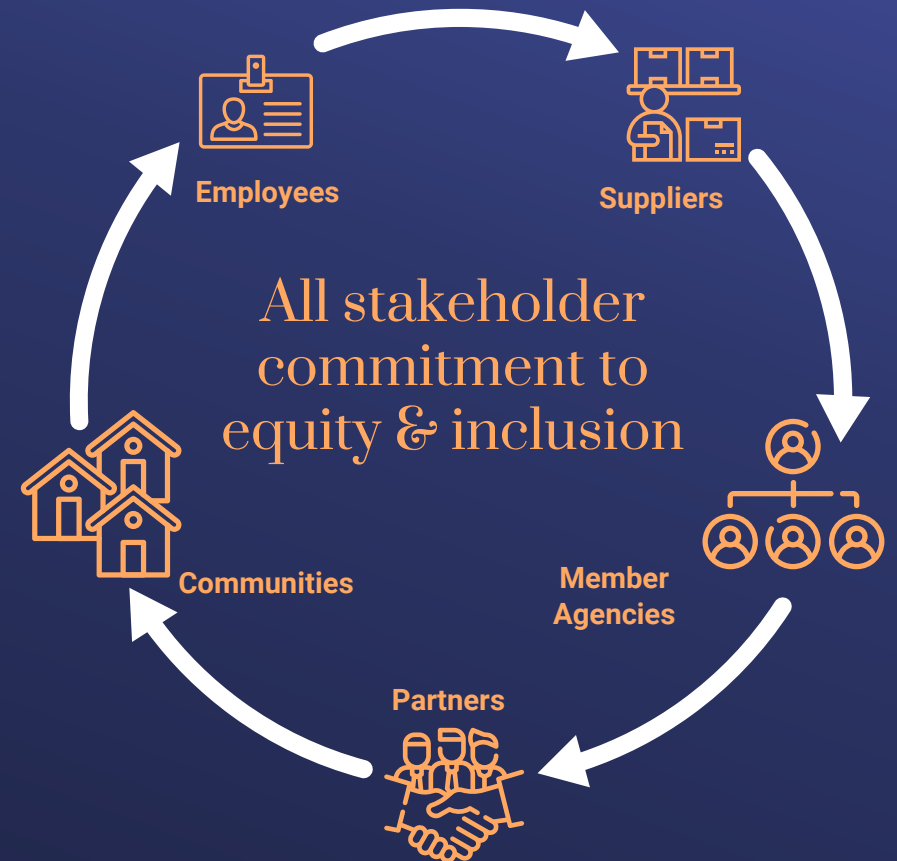 Employees
Suppliers
All stakeholder
commitment to
equity & inclusion
Communities
Member
Agencies
Partners